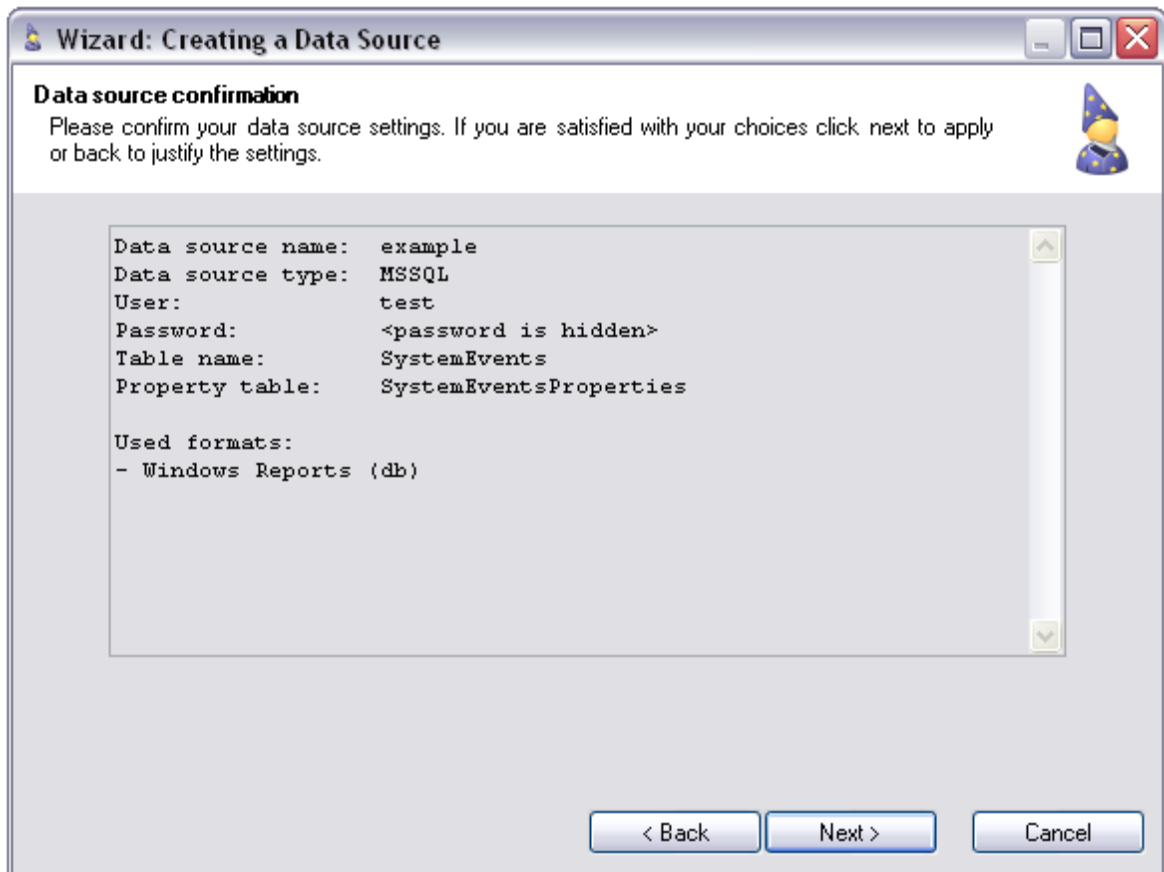 Wizard: Creating a Data Source
Data source confirmation
Please confirm your data source settings. If you are satisfied with your choices click next to apply
or back to justify the settings.
Data source name: example
Data source type: MSSQL
User: test
Password: <password is hidden>
Table name: SystemEvents
Property table: SystemEventsProperties
Used formats:
- Windows Reports (db)
< Back Next > Cancel